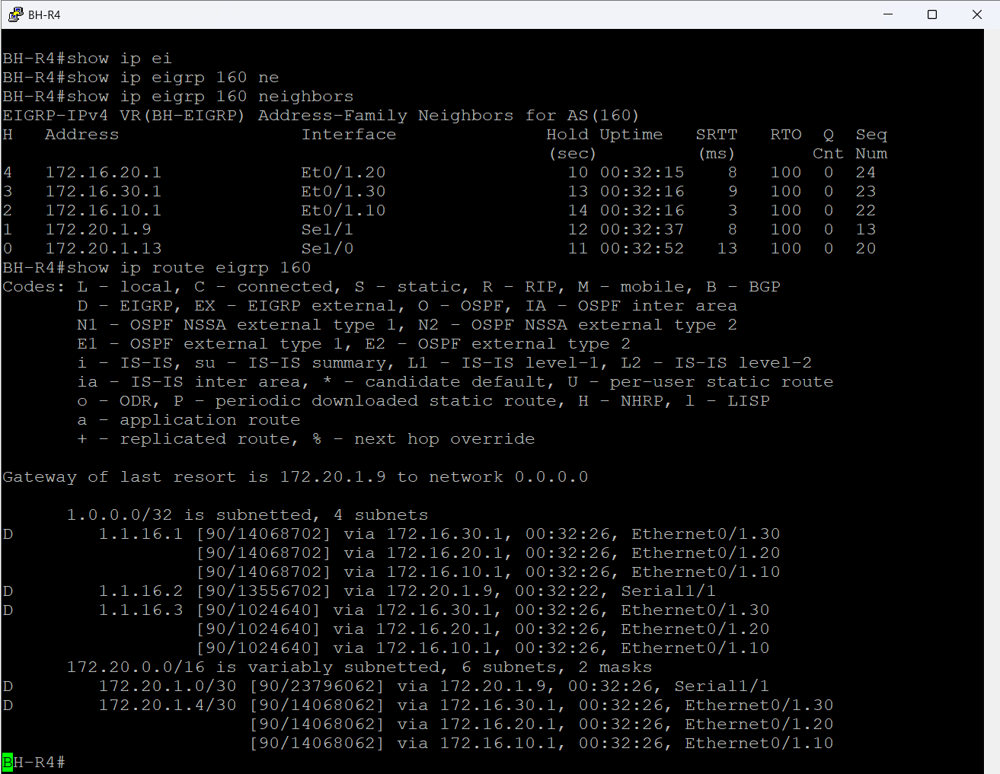 BH-R4
BH-R4#show ip ei
BH-R4#show ip eigrp 160 ne
BH-R4#show ip eigrp 160 neighbors
EIGRP-IPv4 VR(BH-EIGRP) Address-Family Neighbors for AS(160)
H   Address                 Interface              Hold Uptime   SRTT   RTO  Q  Seq
                                                   (sec)         (ms)       Cnt Num
4   172.16.20.1             Et0/1.20                 10 00:32:15    8   100  0  24
3   172.16.30.1             Et0/1.30                 13 00:32:16    9   100  0  23
2   172.16.10.1             Et0/1.10                 14 00:32:16    3   100  0  22
1   172.20.1.9              Se1/1                    12 00:32:37    8   100  0  13
0   172.20.1.13             Se1/0                    11 00:32:52   13   100  0  20
BH-R4#show ip route eigrp 160
Codes: L - local, C - connected, S - static, R - RIP, M - mobile, B - BGP
       D - EIGRP, EX - EIGRP external, O - OSPF, IA - OSPF inter area
       N1 - OSPF NSSA external type 1, N2 - OSPF NSSA external type 2
       E1 - OSPF external type 1, E2 - OSPF external type 2
       i - IS-IS, su - IS-IS summary, L1 - IS-IS level-1, L2 - IS-IS level-2
       ia - IS-IS inter area, * - candidate default, U - per-user static route
       o - ODR, P - periodic downloaded static route, H - NHRP, l - LISP
       a - application route
       + - replicated route, % - next hop override
Gateway of last resort is 172.20.1.9 to network 0.0.0.0
      1.0.0.0/32 is subnetted, 4 subnets
D        1.1.16.1 [90/14068702] via 172.16.30.1, 00:32:26, Ethernet0/1.30
                  [90/14068702] via 172.16.20.1, 00:32:26, Ethernet0/1.20
                  [90/14068702] via 172.16.10.1, 00:32:26, Ethernet0/1.10
D        1.1.16.2 [90/13556702] via 172.20.1.9, 00:32:22, Serial1/1
D        1.1.16.3 [90/1024640] via 172.16.30.1, 00:32:26, Ethernet0/1.30
                  [90/1024640] via 172.16.20.1, 00:32:26, Ethernet0/1.20
                  [90/1024640] via 172.16.10.1, 00:32:26, Ethernet0/1.10
      172.20.0.0/16 is variably subnetted, 6 subnets, 2 masks
D        172.20.1.0/30 [90/23796062] via 172.20.1.9, 00:32:26, Serial1/1
D        172.20.1.4/30 [90/14068062] via 172.16.30.1, 00:32:26, Ethernet0/1.30
                       [90/14068062] via 172.16.20.1, 00:32:26, Ethernet0/1.20
                       [90/14068062] via 172.16.10.1, 00:32:26, Ethernet0/1.10
BH-R4#